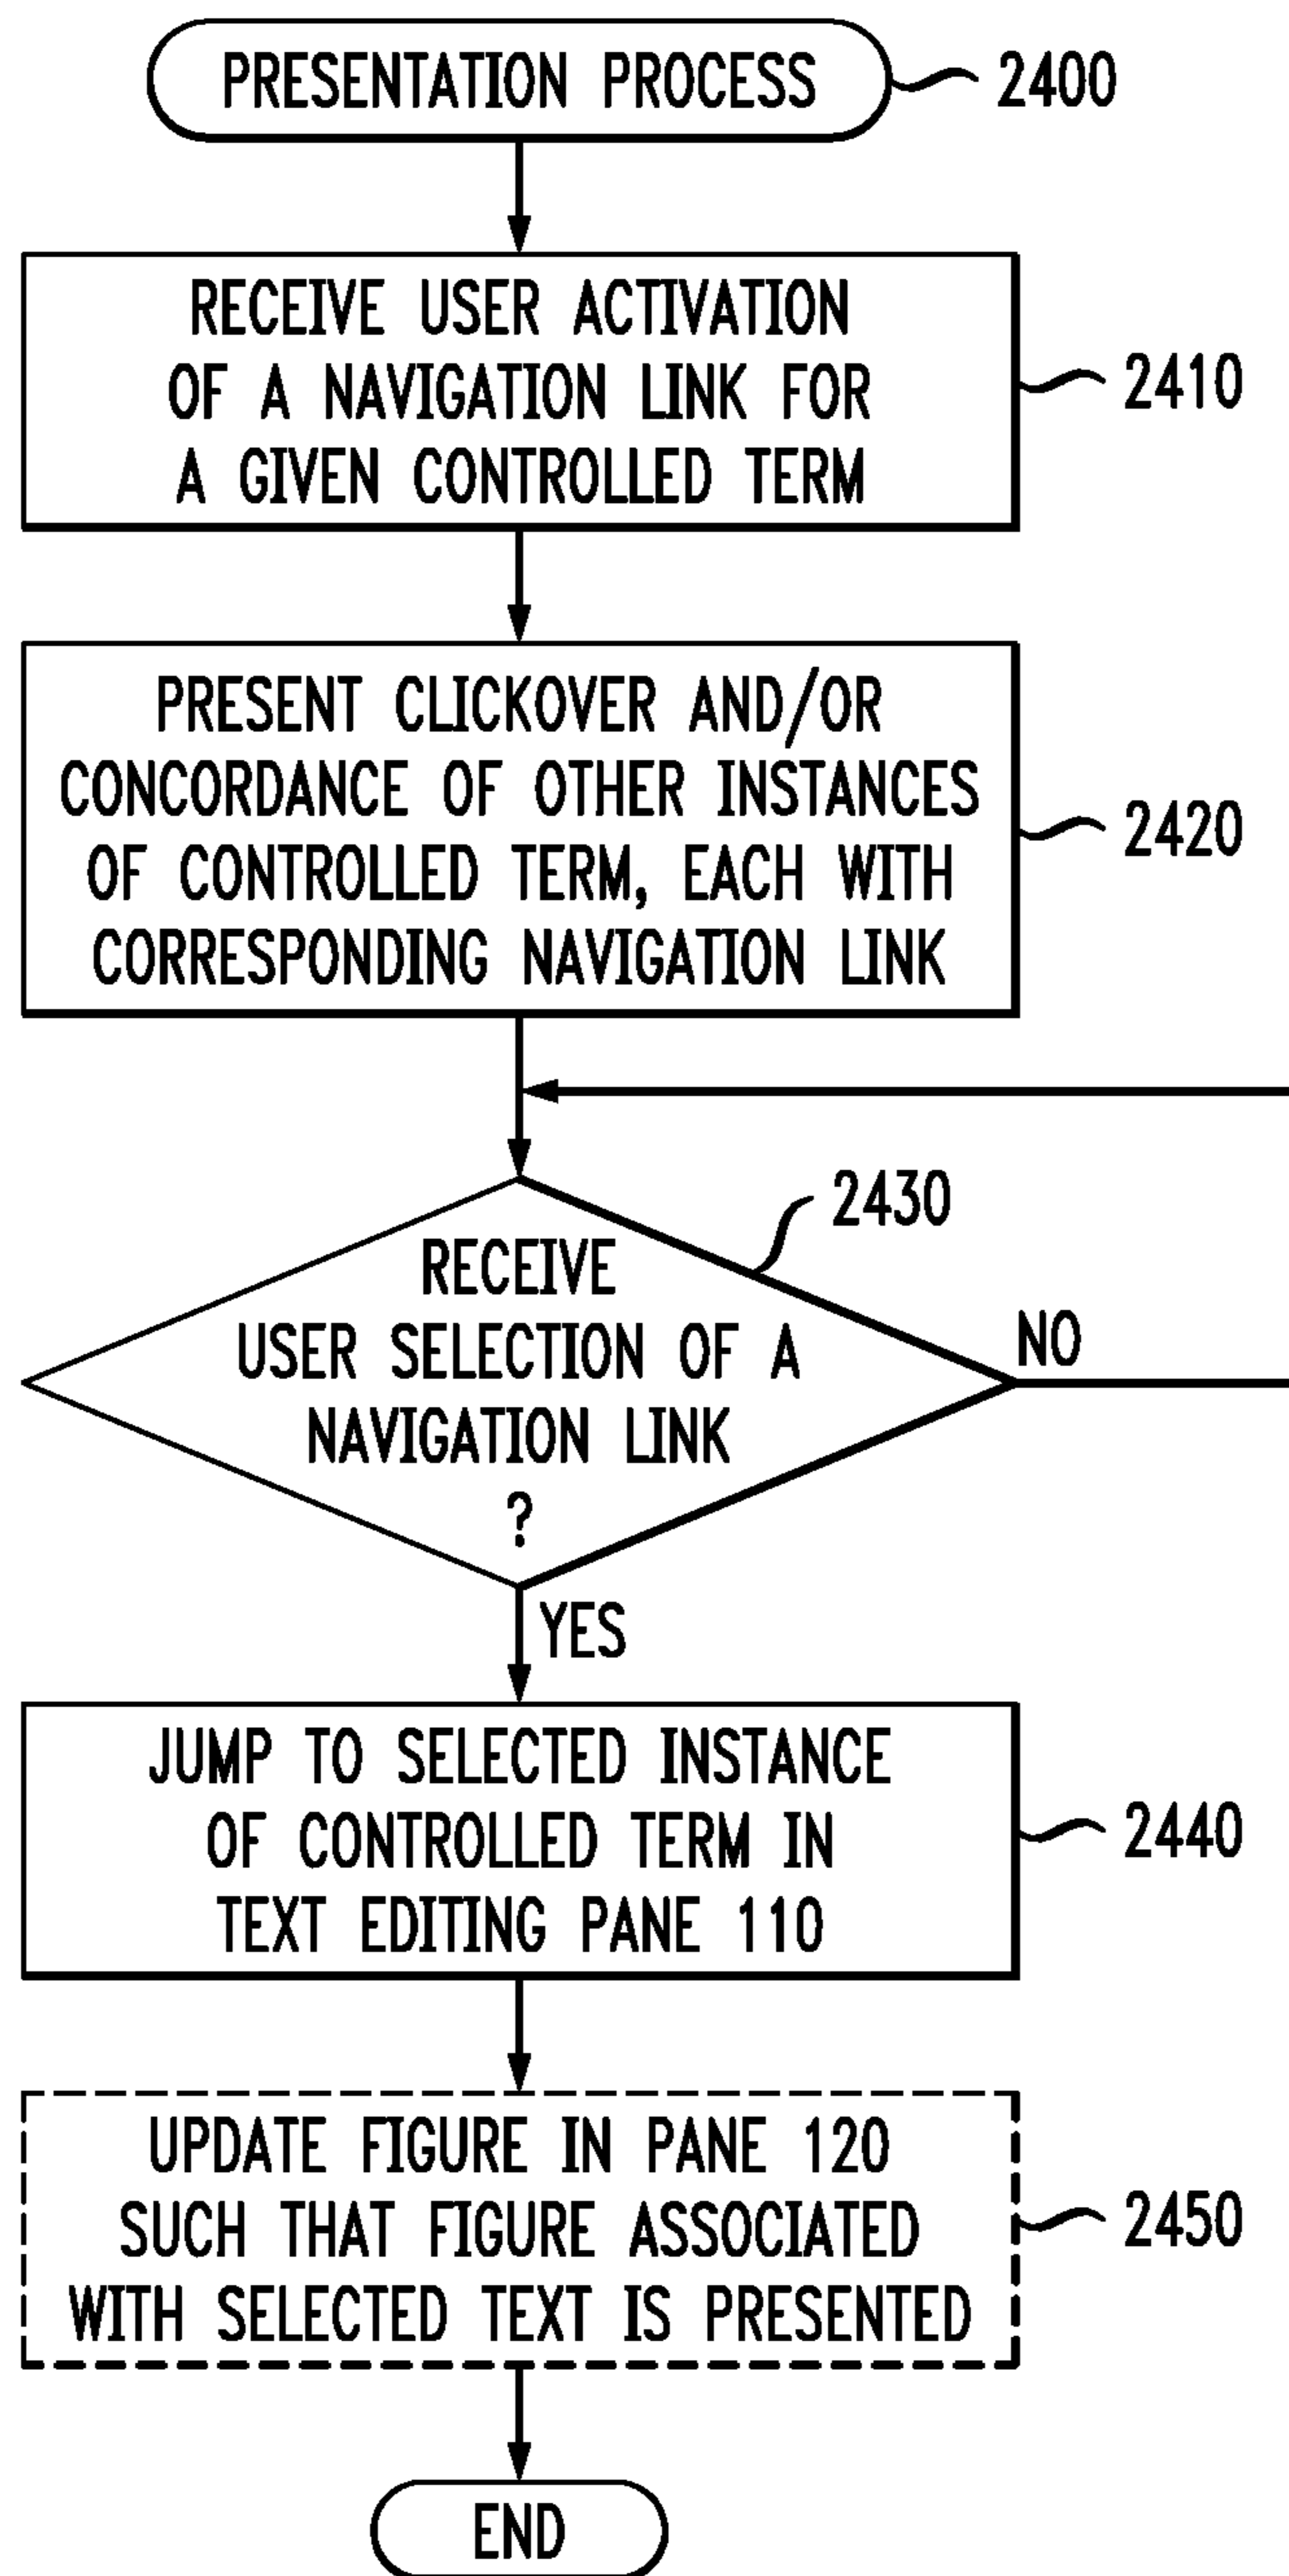 PRESENTATION PROCESS
2400
RECEIVE USER ACTIVATION
OF A NAVIGATION LINK FOR
A GIVEN CONTROLLED TERM
2410
PRESENT CLICKOVER AND/OR
CONCORDANCE OF OTHER INSTANCES
OF CONTROLLED TERM, EACH WITH
CORRESPONDING NAVIGATION LINK
2420
2430
RECEIVE
USER SELECTION OF A
NAVIGATION LINK
?
NO
YES
JUMP TO SELECTED INSTANCE
OF CONTROLLED TERM IN
TEXT EDITING PANE 110
2440
UPDATE FIGURE IN PANE 120
SUCH THAT FIGURE ASSOCIATED
WITH SELECTED TEXT IS PRESENTED
2450
END